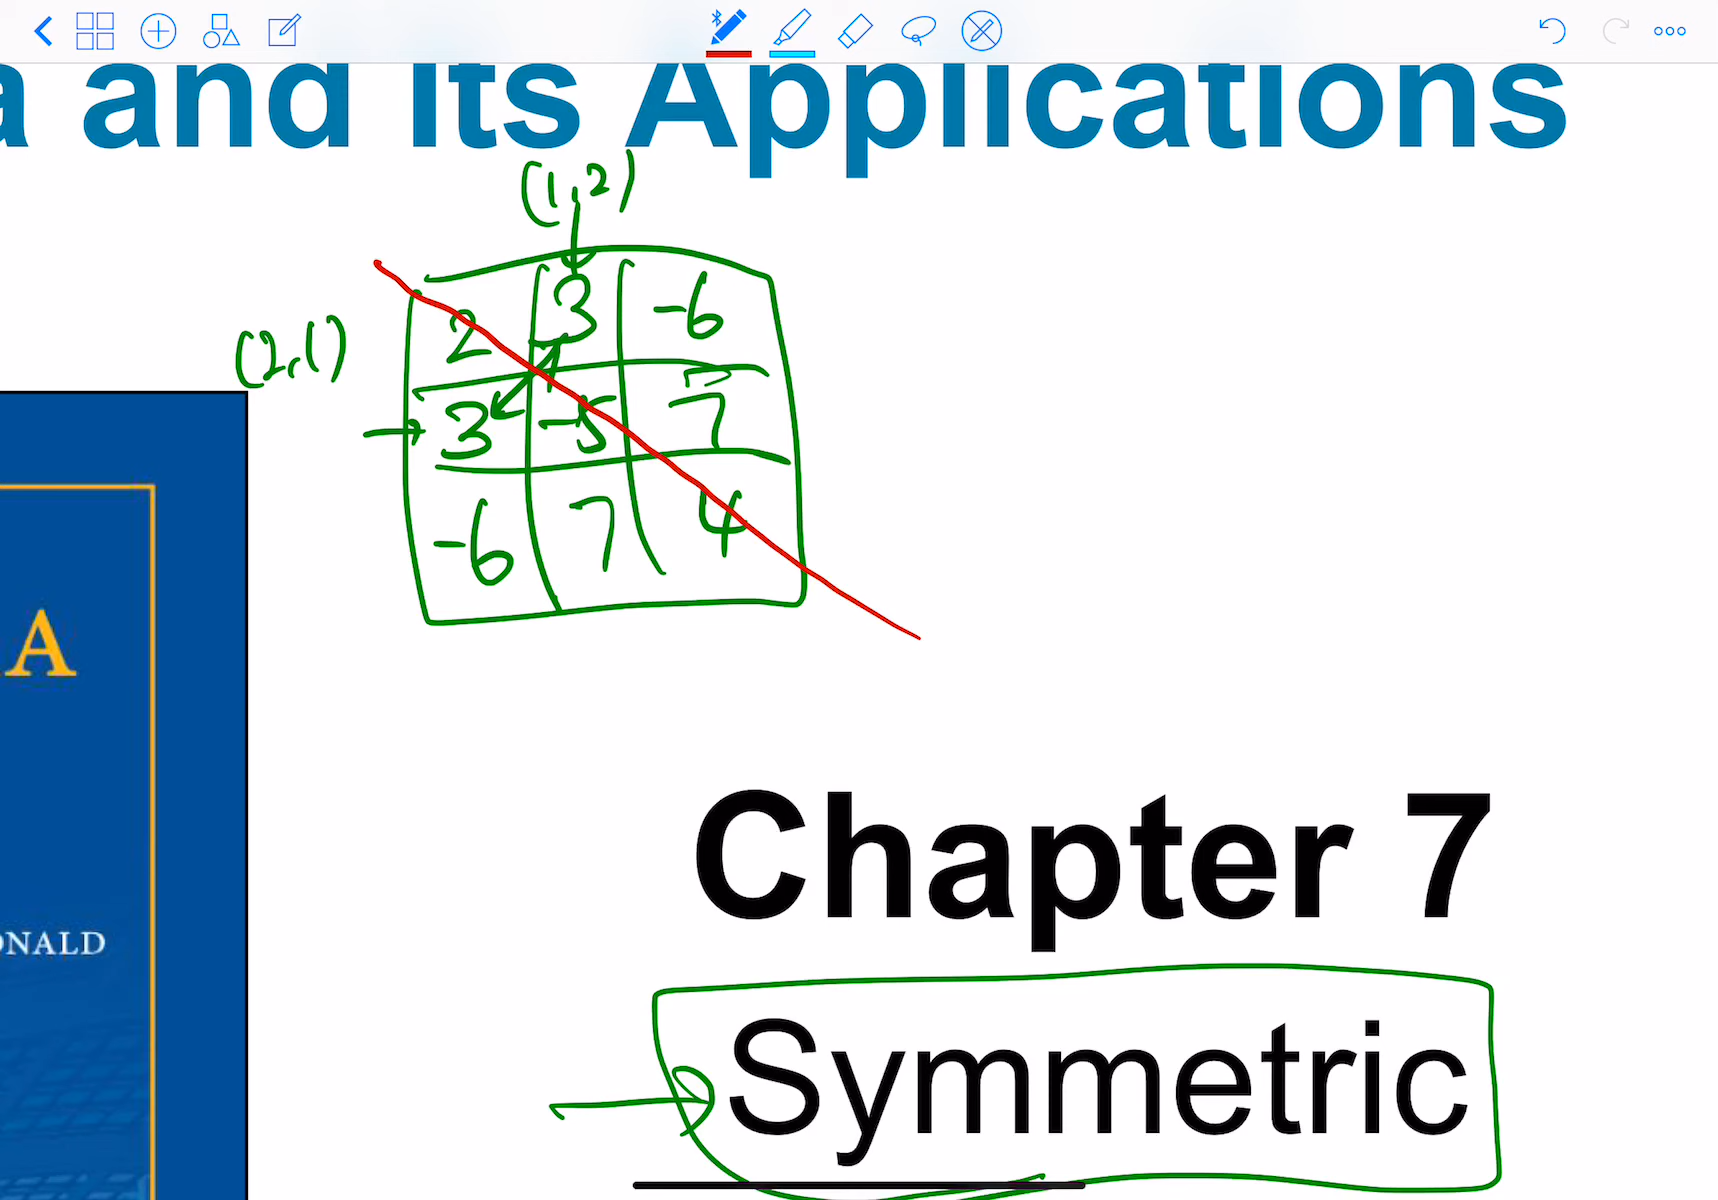 a and Its Applications
(1,2)
2 3 -6
(2,1)
3 -5 7
-6 7 4
A
ONALD
Chapter 7
Symmetric